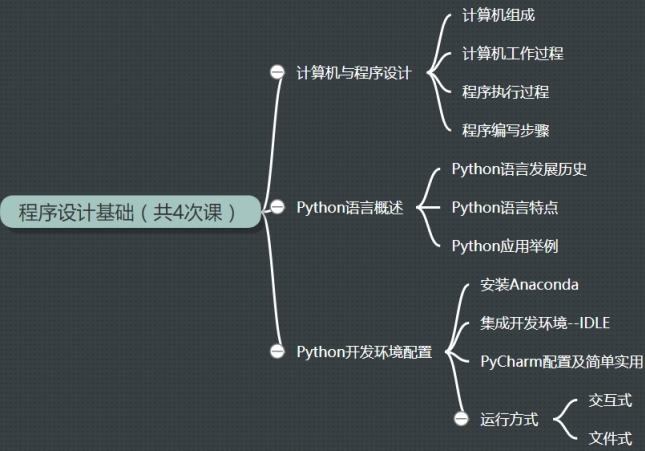 程序设计基础（共4次课）
计算机与程序设计
计算机组成
计算机工作过程
程序执行过程
程序编写步骤
Python语言概述
Python语言发展历史
Python语言特点
Python应用举例
Python开发环境配置
安装Anaconda
集成开发环境--IDLE
PyCharm配置及简单实用
运行方式
交互式
文件式